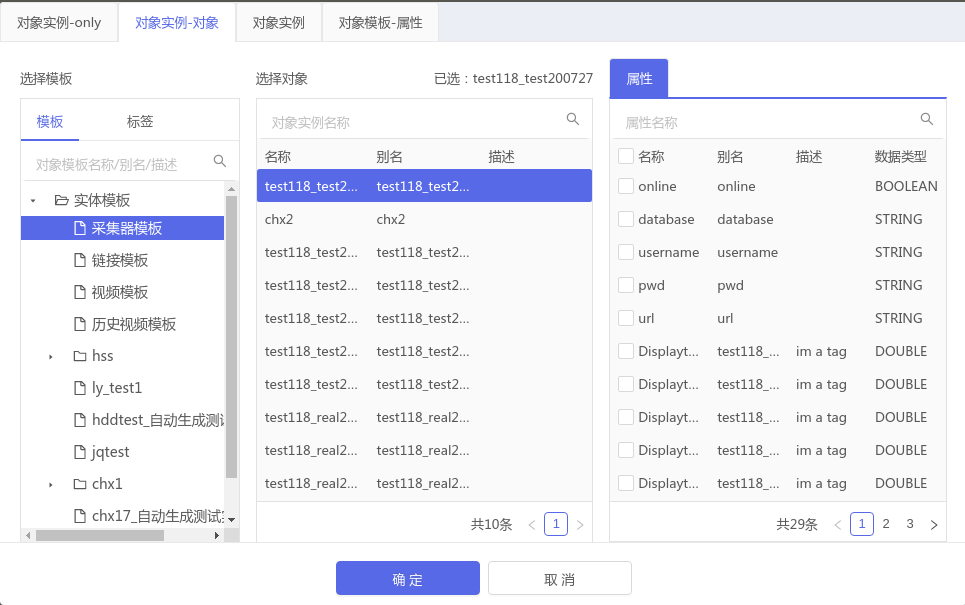 对象实例-only 对象实例-对象 对象实例 对象模板-属性
选择模板
模板 标签
对象模板名称/别名/描述
实体模板
采集器模板
链接模板
视频模板
历史视频模板
hss
ly_test1
hddtest_自动生成测试
jqtest
chx1
chx17_自动生成测试实
选择对象 已选：test118_test200727
对象实例名称
名称 别名 描述
test118_test2... test118_test2...
chx2 chx2
test118_test2... test118_test2...
test118_test2... test118_test2...
test118_test2... test118_test2...
test118_test2... test118_test2...
test118_test2... test118_test2...
test118_real2... test118_real2...
test118_real2... test118_real2...
test118_real2... test118_real2...
共10条 < 1 >
属性
属性名称
名称 别名 描述 数据类型
online online BOOLEAN
database database STRING
username username STRING
pwd pwd STRING
url url STRING
Displayt... test118_... im a tag DOUBLE
Displayt... test118_... im a tag DOUBLE
Displayt... test118_... im a tag DOUBLE
Displayt... test118_... im a tag DOUBLE
Displayt... test118_... im a tag DOUBLE
共29条 < 1 2 3 >
确 定 取 消